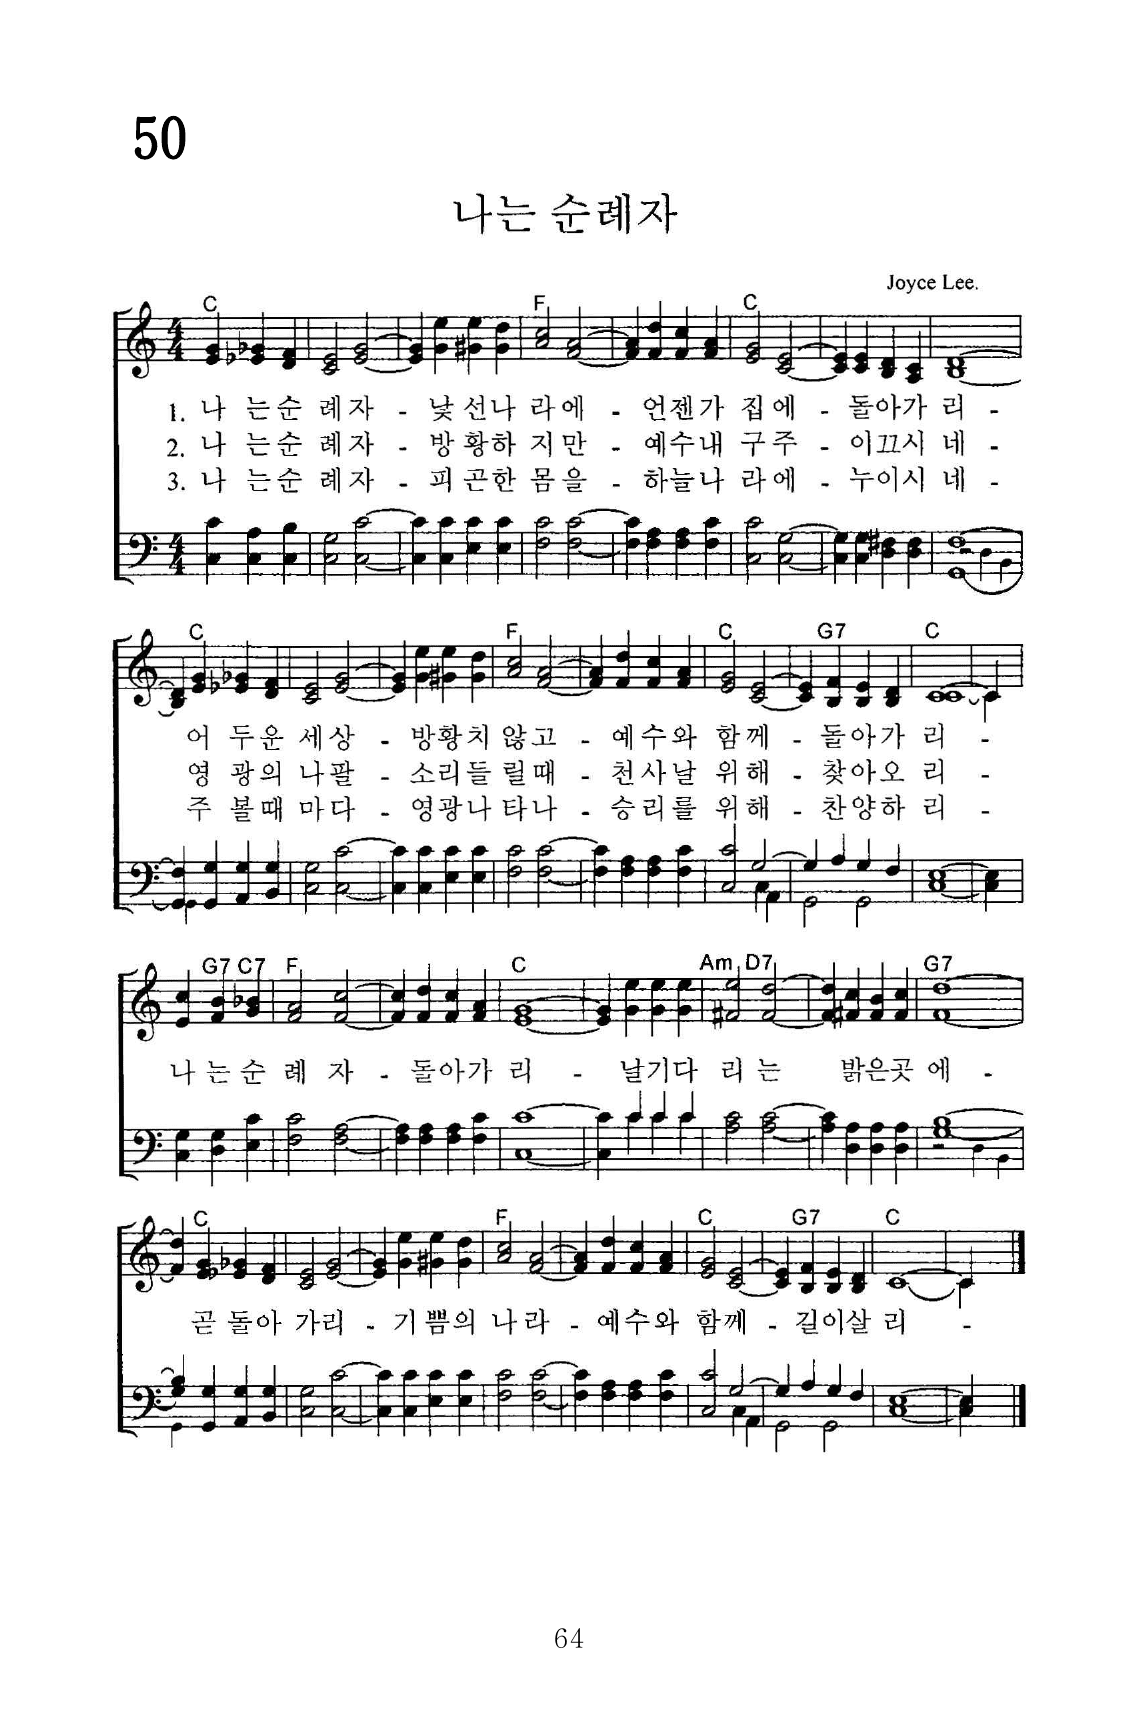 50
나는 순례자
Joyce Lee.
C F C
1. 나 는순 례자 - 낯선나 라에 - 언젠가 집에 - 돌아가 리 -
2. 나 는순 례자 - 방황하 지만 - 예수내 구주 - 이끄시 네 -
3. 나 는순 례자 - 피곤한 몸을 - 하늘나 라에 - 누이시 네 -
C F C G7 C
어 두운 세상 - 방황치 않고 - 예수와 함께 - 돌아가 리 -
영 광의 나팔 - 소리들 릴때 - 천사날 위해 - 찾아오 리 -
주 볼때 마다 - 영광나 타나 - 승리를 위해 - 찬양하 리 -
G7 C7 F C Am D7 G7
나는순 례 자 - 돌아가 리 - 날기다 리는 밝은곳 에 -
C F C G7 C
곧 돌아 가리 - 기쁨의 나라 - 예수와 함께 - 길이살 리 -
64